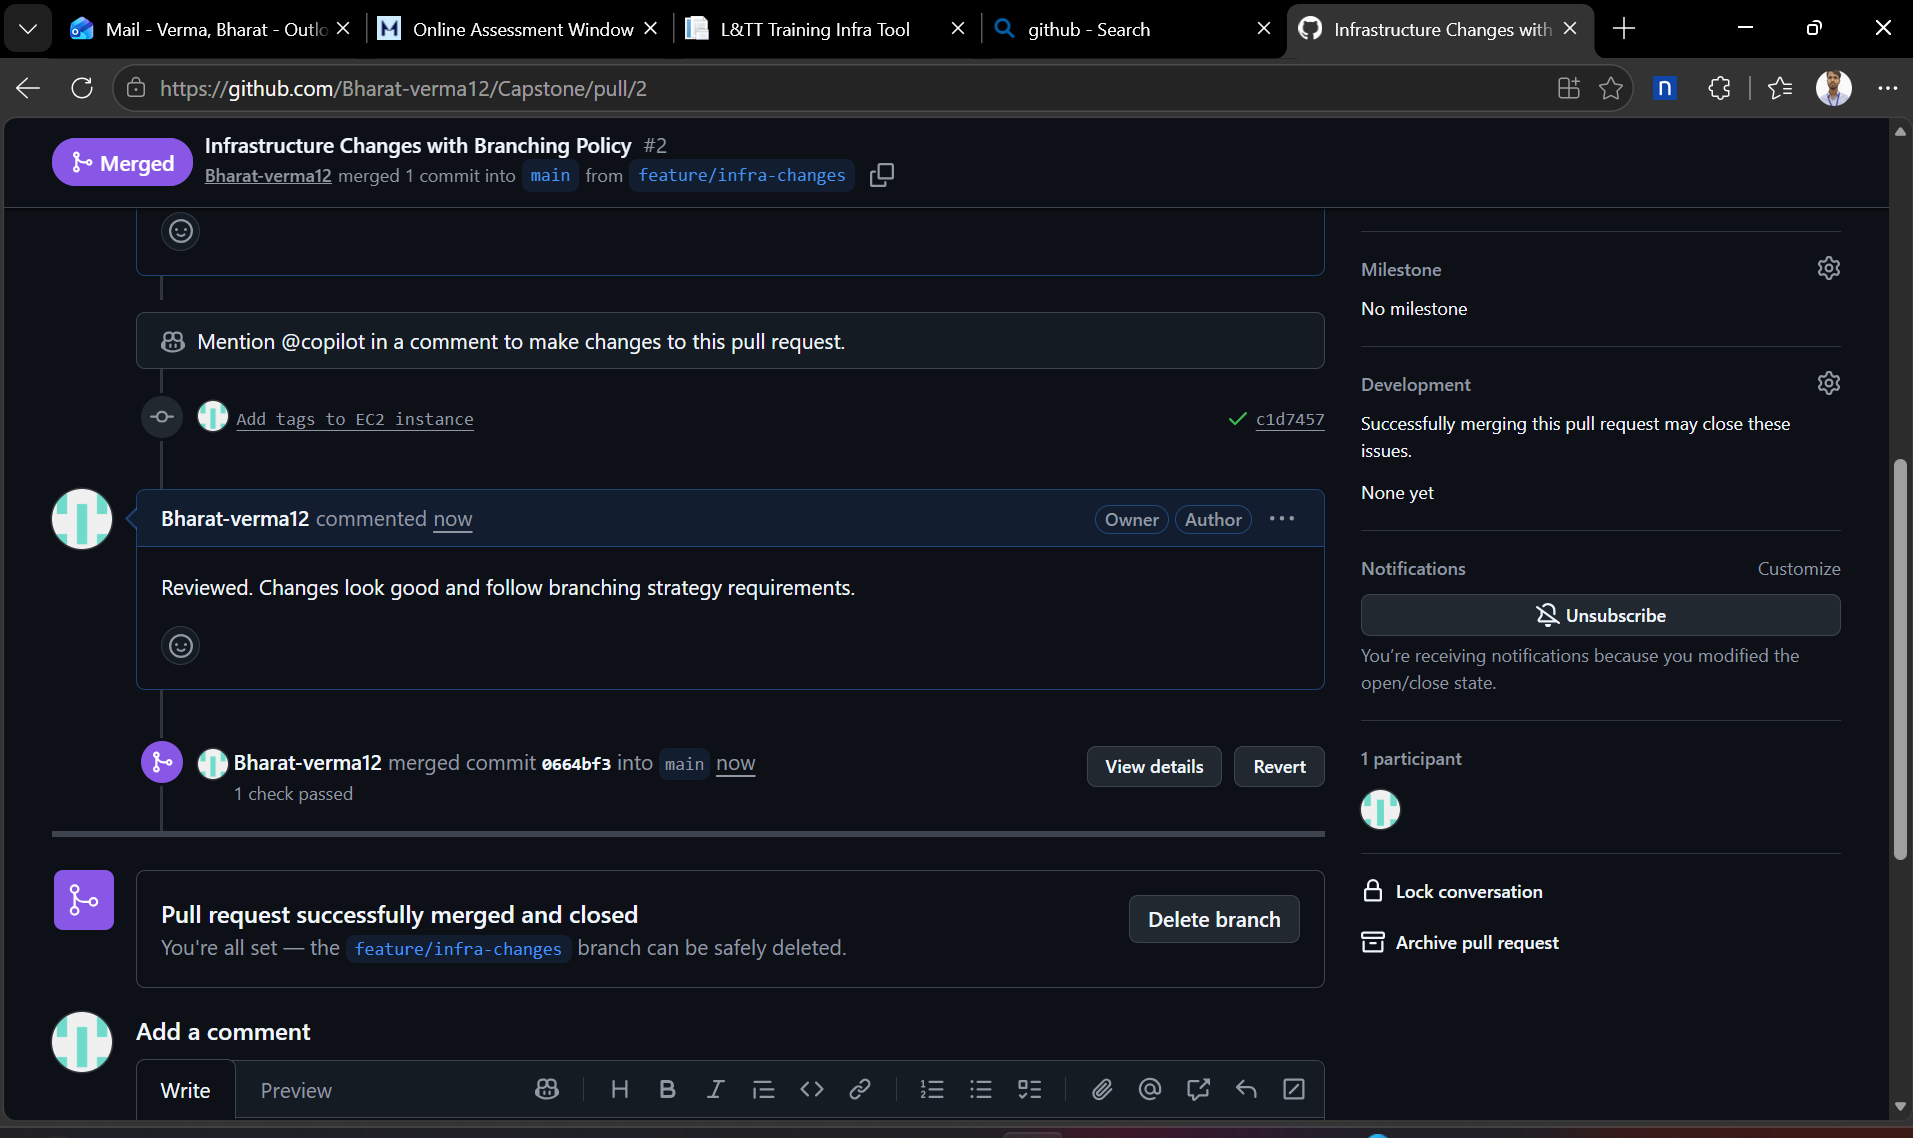 Mail - Verma, Bharat - Outlo
Online Assessment Window
L&TT Training Infra Tool
github - Search
Infrastructure Changes with
https://github.com/Bharat-verma12/Capstone/pull/2
n
Merged
Infrastructure Changes with Branching Policy #2
Bharat-verma12 merged 1 commit into main from feature/infra-changes
Mention @copilot in a comment to make changes to this pull request.
Add tags to EC2 instance
c1d7457
Bharat-verma12 commented now
Owner
Author
Reviewed. Changes look good and follow branching strategy requirements.
Bharat-verma12 merged commit 0664bf3 into main now
1 check passed
View details
Revert
Pull request successfully merged and closed
You're all set — the feature/infra-changes branch can be safely deleted.
Delete branch
Add a comment
Write
Preview
Milestone
No milestone
Development
Successfully merging this pull request may close these
issues.
None yet
Notifications
Customize
Unsubscribe
You're receiving notifications because you modified the
open/close state.
1 participant
Lock conversation
Archive pull request